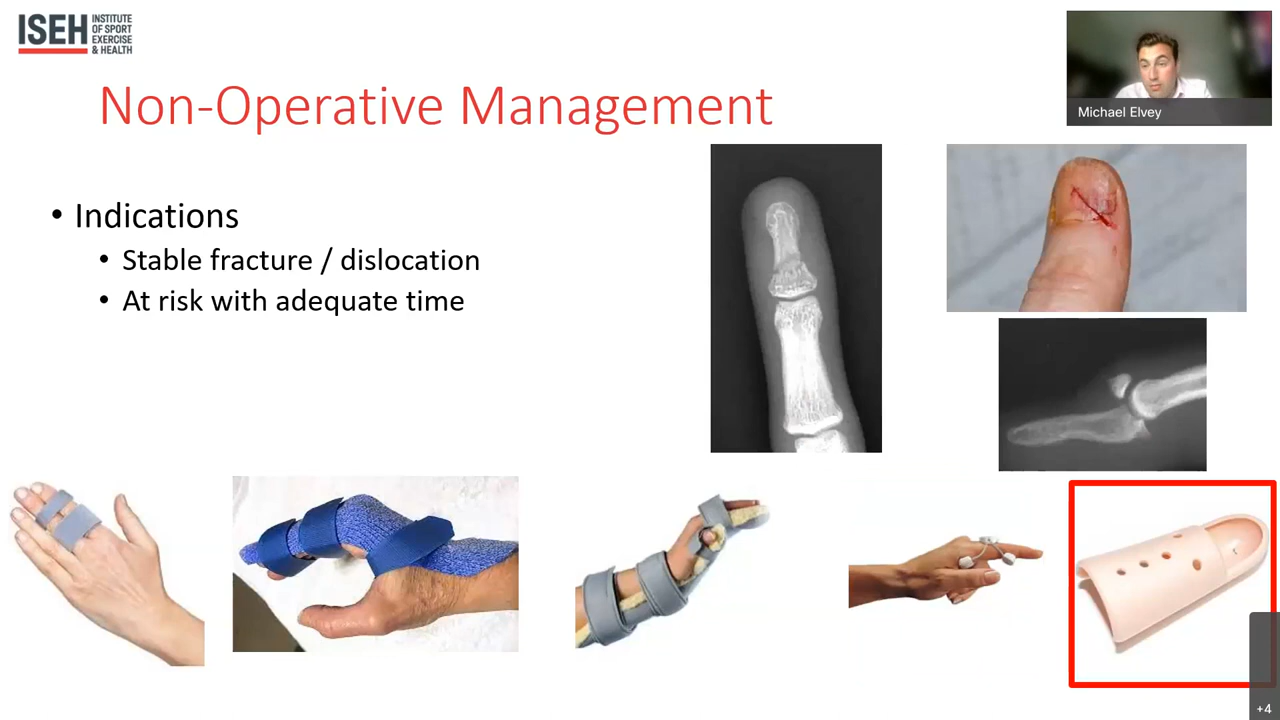 ISEH INSTITUTE
OF SPORT
EXERCISE
& HEALTH
Non-Operative Management
Michael Elvey
• Indications
• Stable fracture / dislocation
• At risk with adequate time
+4